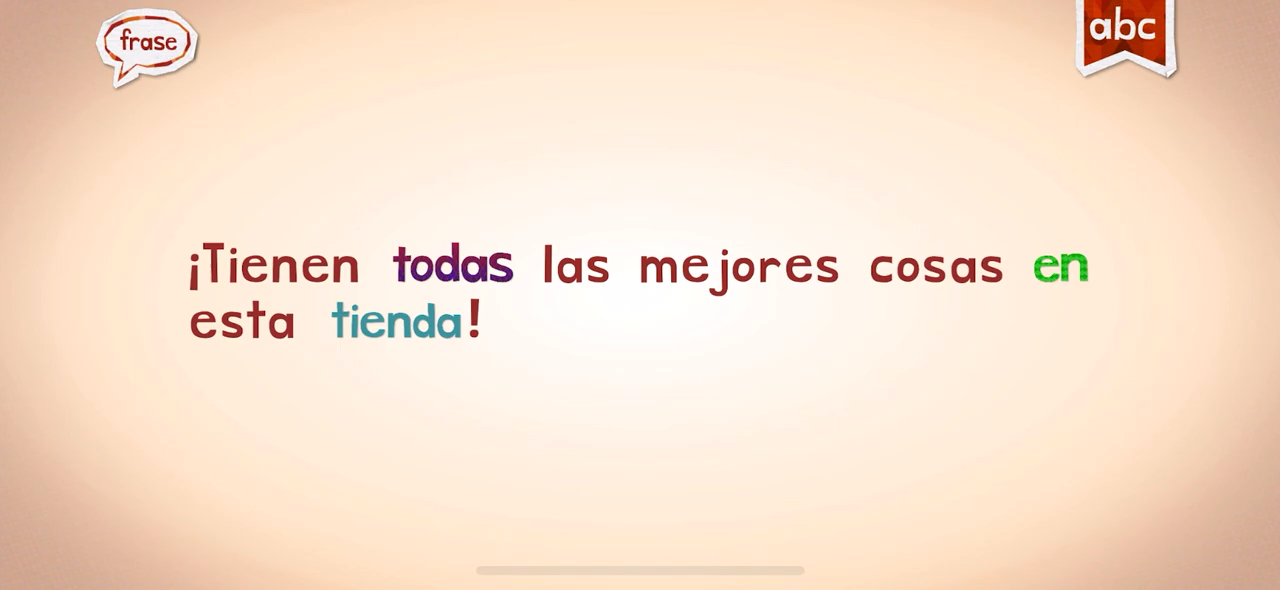 frase
abc
¡Tienen todas las mejores cosas en
esta tienda!